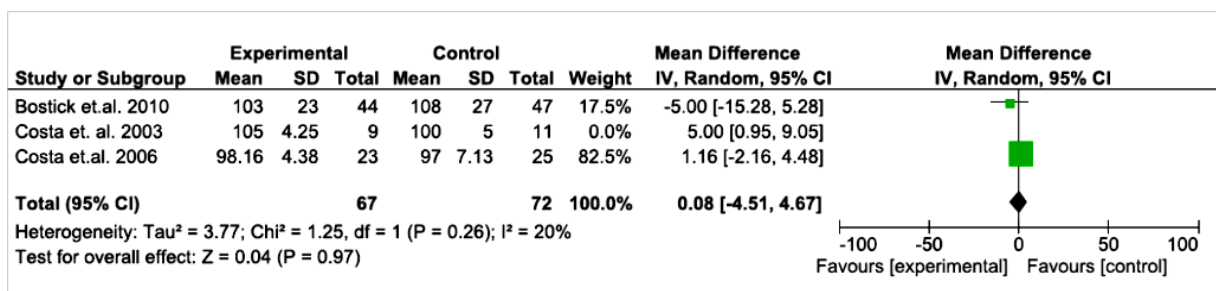 Experimental Control Mean Difference Mean Difference
Study or Subgroup Mean SD Total Mean SD Total Weight IV, Random, 95% CI IV, Random, 95% CI
Bostick et.al. 2010 103 23 44 108 27 47 17.5% -5.00 [-15.28, 5.28]
Costa et. al. 2003 105 4.25 9 100 5 11 0.0% 5.00 [0.95, 9.05]
Costa et.al. 2006 98.16 4.38 23 97 7.13 25 82.5% 1.16 [-2.16, 4.48]
Total (95% CI) 67 72 100.0% 0.08 [-4.51, 4.67]
Heterogeneity: Tau² = 3.77; Chi² = 1.25, df = 1 (P = 0.26); I² = 20%
Test for overall effect: Z = 0.04 (P = 0.97)
-100 -50 0 50 100
Favours [experimental] Favours [control]